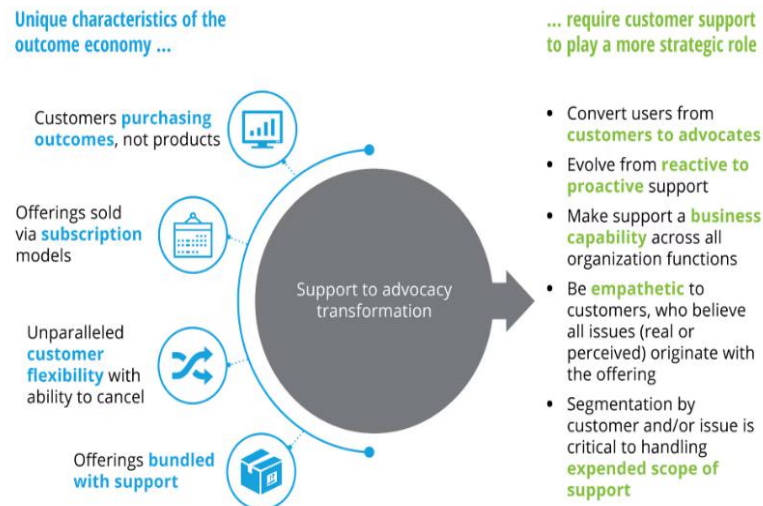 Unique characteristics of the
outcome economy ...
Customers purchasing
outcomes, not products
Offerings sold
via subscription
models
Unparalleled
customer
flexibility with
ability to cancel
Offerings bundled
with support
Support to advocacy
transformation
... require customer support
to play a more strategic role
• Convert users from
customers to advocates
• Evolve from reactive to
proactive support
• Make support a business
capability across all
organization functions
• Be empathetic to
customers, who believe
all issues (real or
perceived) originate with
the offering
• Segmentation by
customer and/or issue is
critical to handling
expended scope of
support